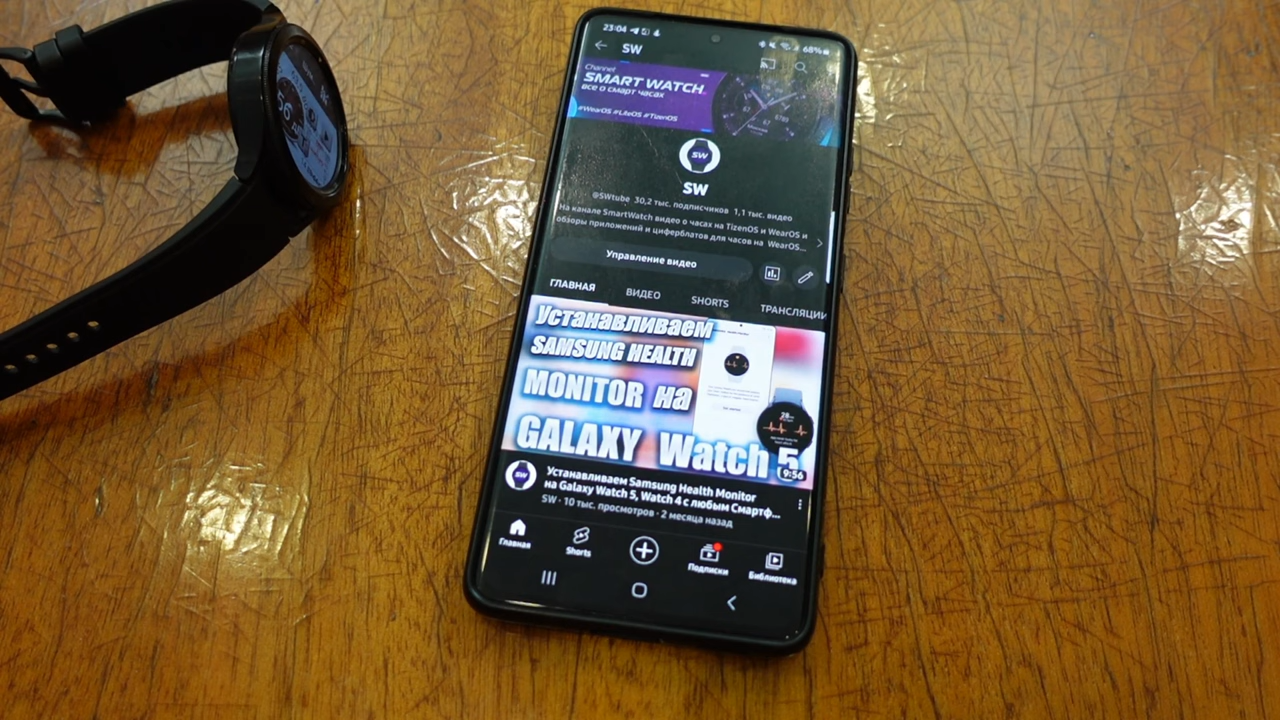 23:04
68%
SW
Channel
SMART WATCH
все о смарт часах
#WearOS #LiteOS #TizenOS
SW
SW
@SWtube 30,2 тыс. подписчиков 1,1 тыс. видео
На канале SmartWatch видео о часах на TizenOS и WearOS и
обзоры приложений и циферблатов для часов на WearOS...
Управление видео
ГЛАВНАЯ
ВИДЕО
SHORTS
ТРАНСЛЯЦИИ
Устанавливаем
SAMSUNG HEALTH
MONITOR на
GALAXY Watch 5
28
9:56
SW
Устанавливаем Samsung Health Monitor
на Galaxy Watch 5, Watch 4 с любым Смартф...
SW · 10 тыс. просмотров · 2 месяца назад
Главная
Shorts
Подписки
Библиотека